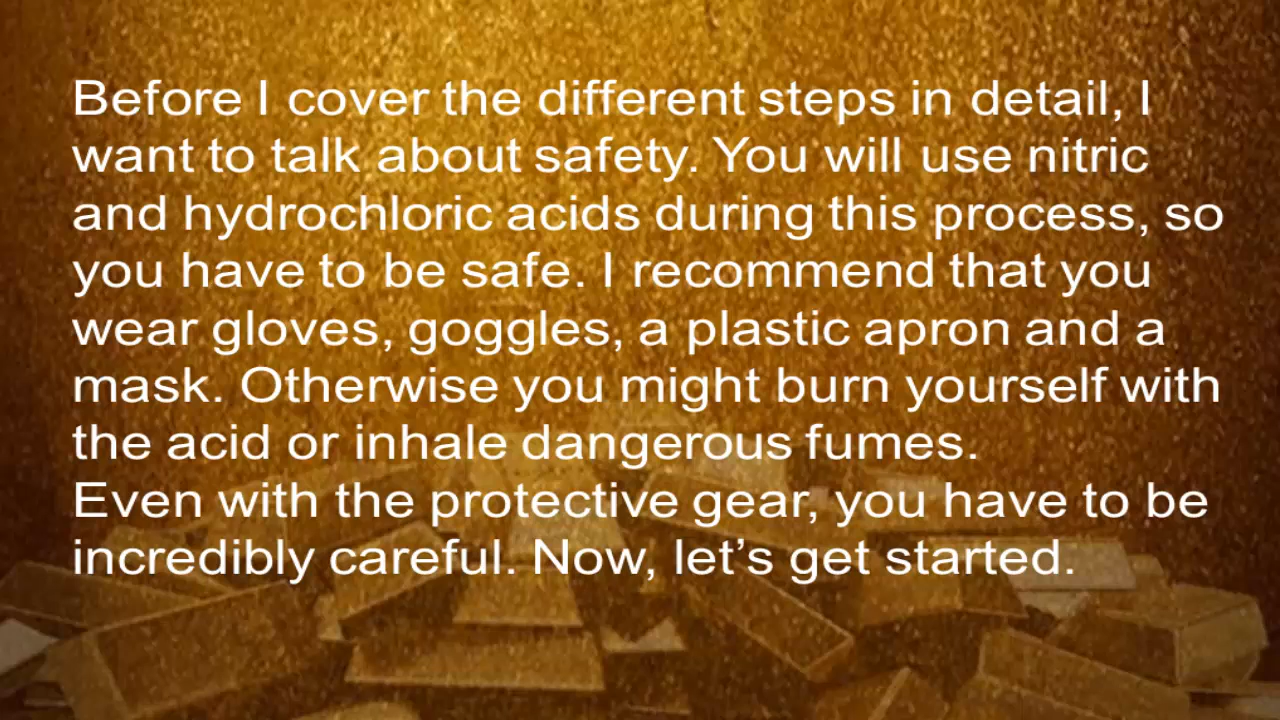 Before I cover the different steps in detail, I
want to talk about safety. You will use nitric
and hydrochloric acids during this process, so
you have to be safe. I recommend that you
wear gloves, goggles, a plastic apron and a
mask. Otherwise you might burn yourself with
the acid or inhale dangerous fumes.
Even with the protective gear, you have to be
incredibly careful. Now, let’s get started.